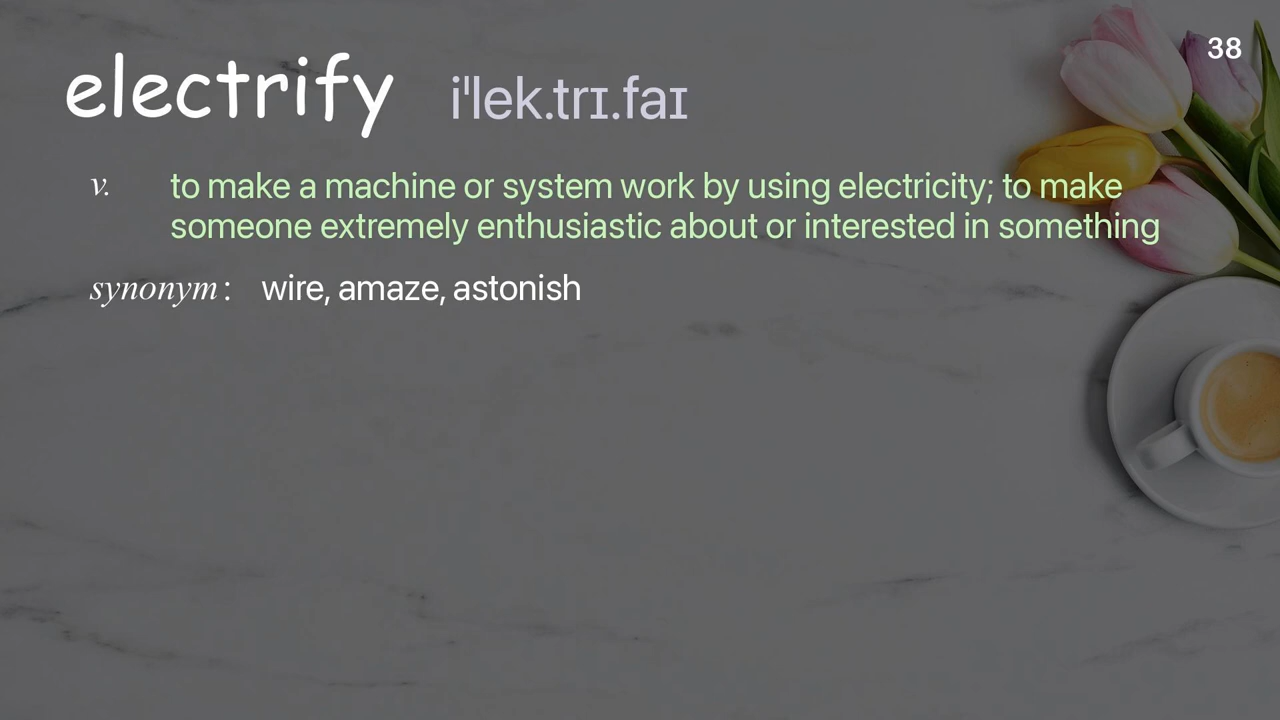 38
electrify iˈlek.trɪ.faɪ
v. to make a machine or system work by using electricity; to make
someone extremely enthusiastic about or interested in something
synonym : wire, amaze, astonish